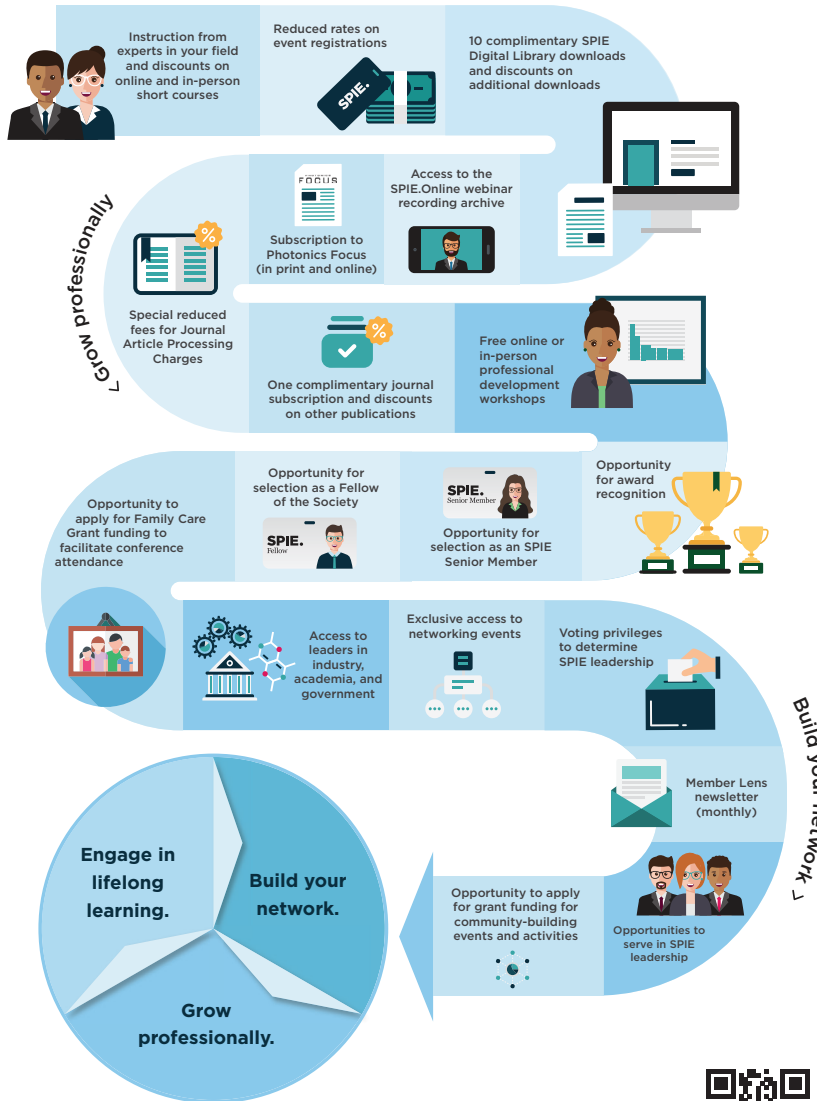 Instruction from
experts in your field
and discounts on
online and in-person
short courses
Reduced rates on
event registrations
SPIE.
10 complimentary SPIE
Digital Library downloads
and discounts on
additional downloads
Access to the
SPIE.Online webinar
recording archive
FOCUS
Subscription to
Photonics Focus
(in print and online)
%
Special reduced
fees for Journal
Article Processing
Charges
< Grow professionally
%
One complimentary journal
subscription and discounts
on other publications
Free online or
in-person
professional
development
workshops
Opportunity
for award
recognition
SPIE.
Senior Member
Opportunity for
selection as an SPIE
Senior Member
Opportunity for
selection as a Fellow
of the Society
SPIE.
Fellow
Opportunity to
apply for Family Care
Grant funding to
facilitate conference
attendance
Access to
leaders in
industry,
academia, and
government
Exclusive access to
networking events
Voting privileges
to determine
SPIE leadership
Member Lens
newsletter
(monthly)
Build your network >
Opportunities to
serve in SPIE
leadership
Opportunity to apply
for grant funding for
community-building
events and activities
Engage in
lifelong
learning.
Build your
network.
Grow
professionally.